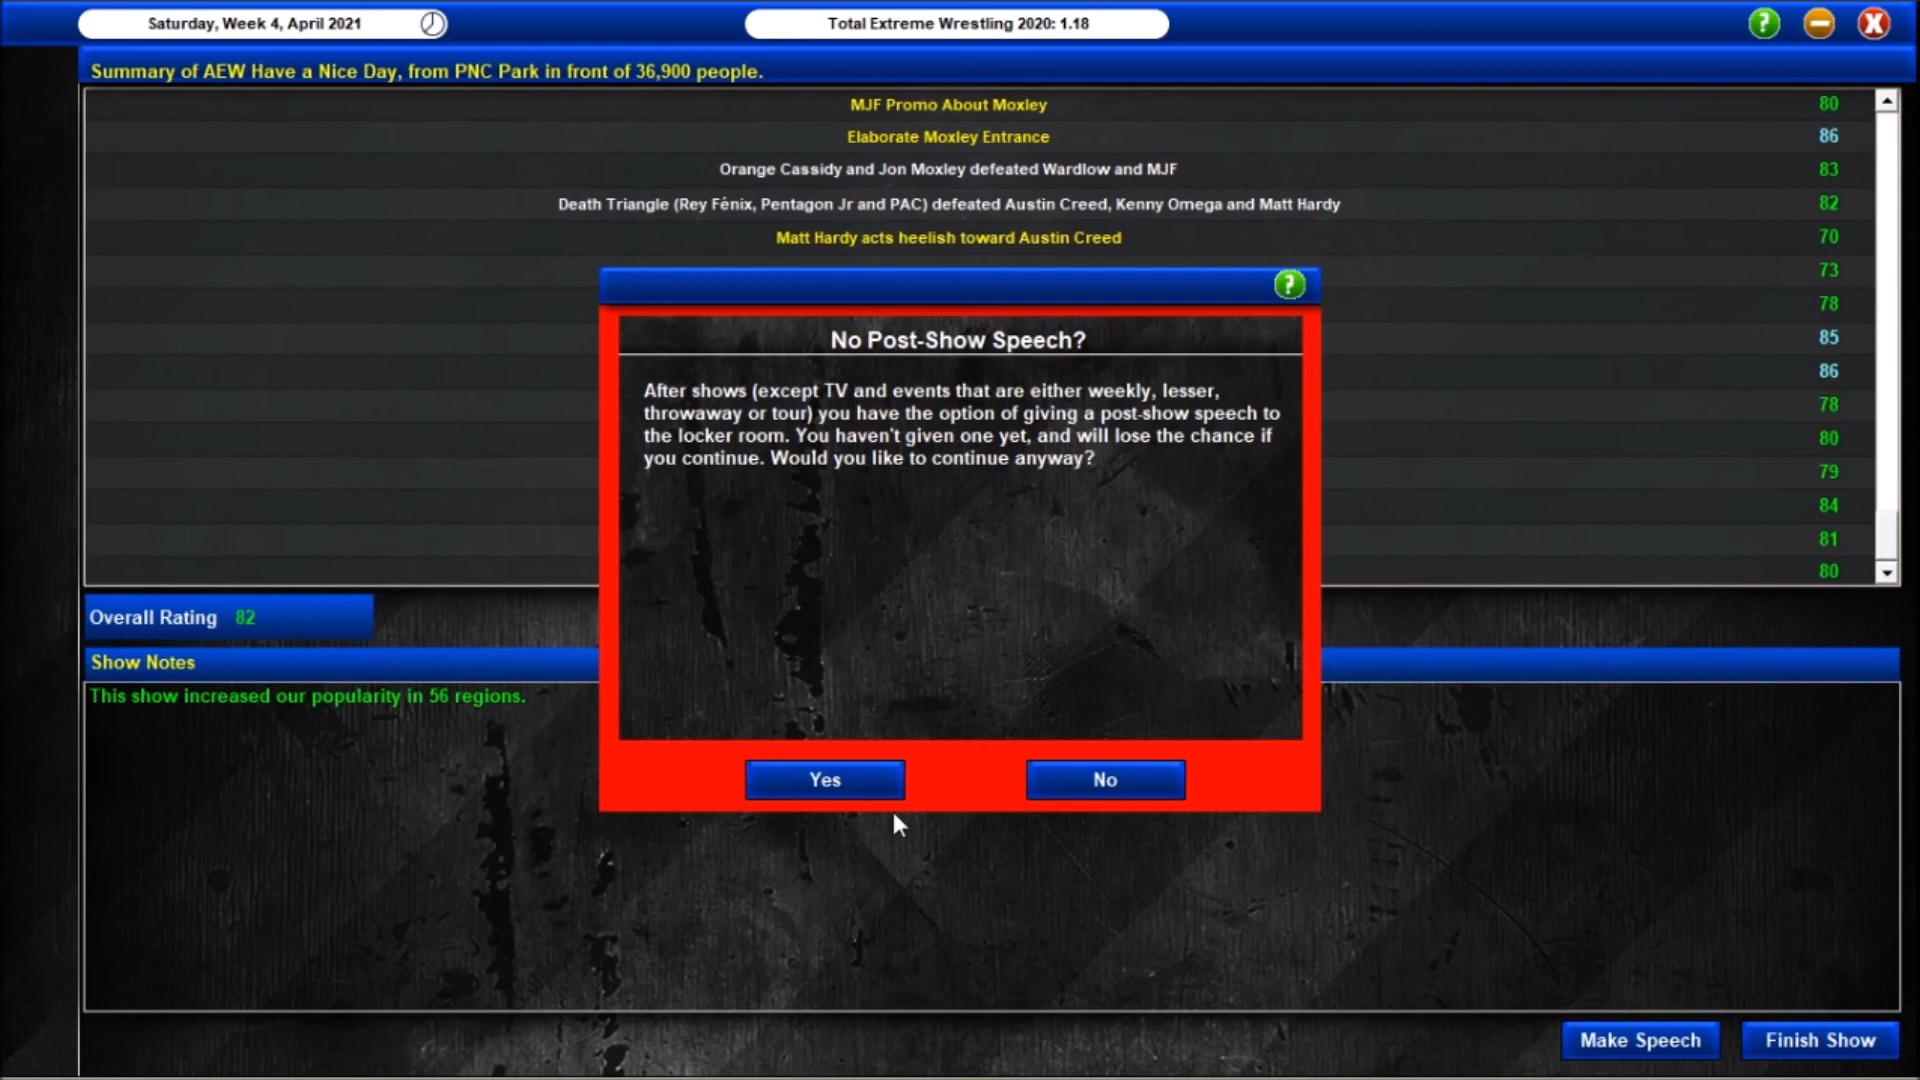 Saturday, Week 4, April 2021
Total Extreme Wrestling 2020: 1.18
?
X
Summary of AEW Have a Nice Day, from PNC Park in front of 36,900 people.
MJF Promo About Moxley 80
Elaborate Moxley Entrance 86
Orange Cassidy and Jon Moxley defeated Wardlow and MJF 83
Death Triangle (Rey Fénix, Pentagon Jr and PAC) defeated Austin Creed, Kenny Omega and Matt Hardy 82
Matt Hardy acts heelish toward Austin Creed 70
73
78
85
86
78
80
79
84
81
80
?
No Post-Show Speech?
After shows (except TV and events that are either weekly, lesser,
throwaway or tour) you have the option of giving a post-show speech to
the locker room. You haven't given one yet, and will lose the chance if
you continue. Would you like to continue anyway?
Yes
No
Overall Rating 82
Show Notes
This show increased our popularity in 56 regions.
Make Speech
Finish Show